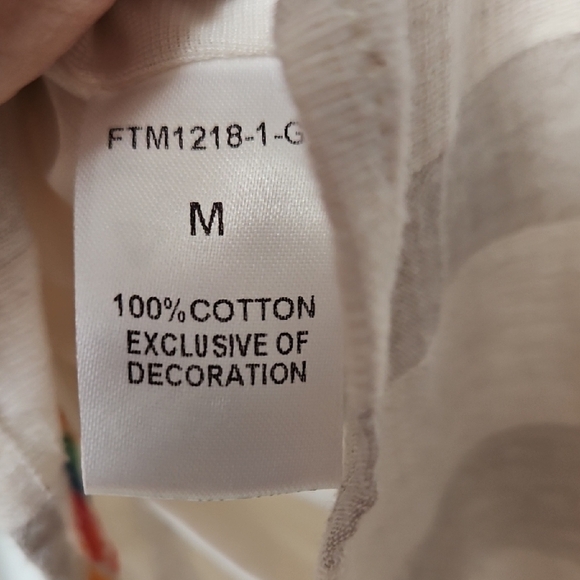 FTM1218-1-G
M
100% COTTON
EXCLUSIVE OF
DECORATION